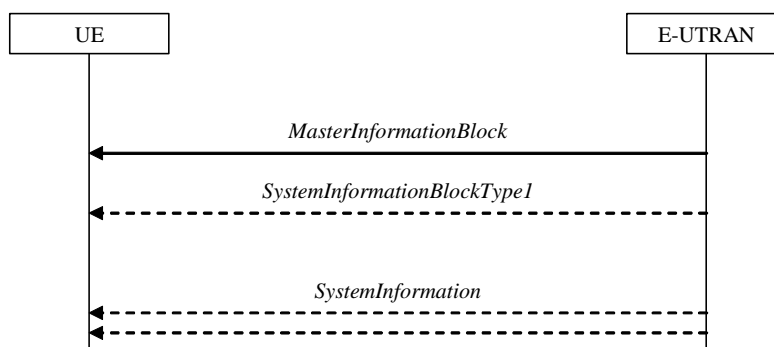 UE
E-UTRAN
MasterInformationBlock
SystemInformationBlockType1
SystemInformation